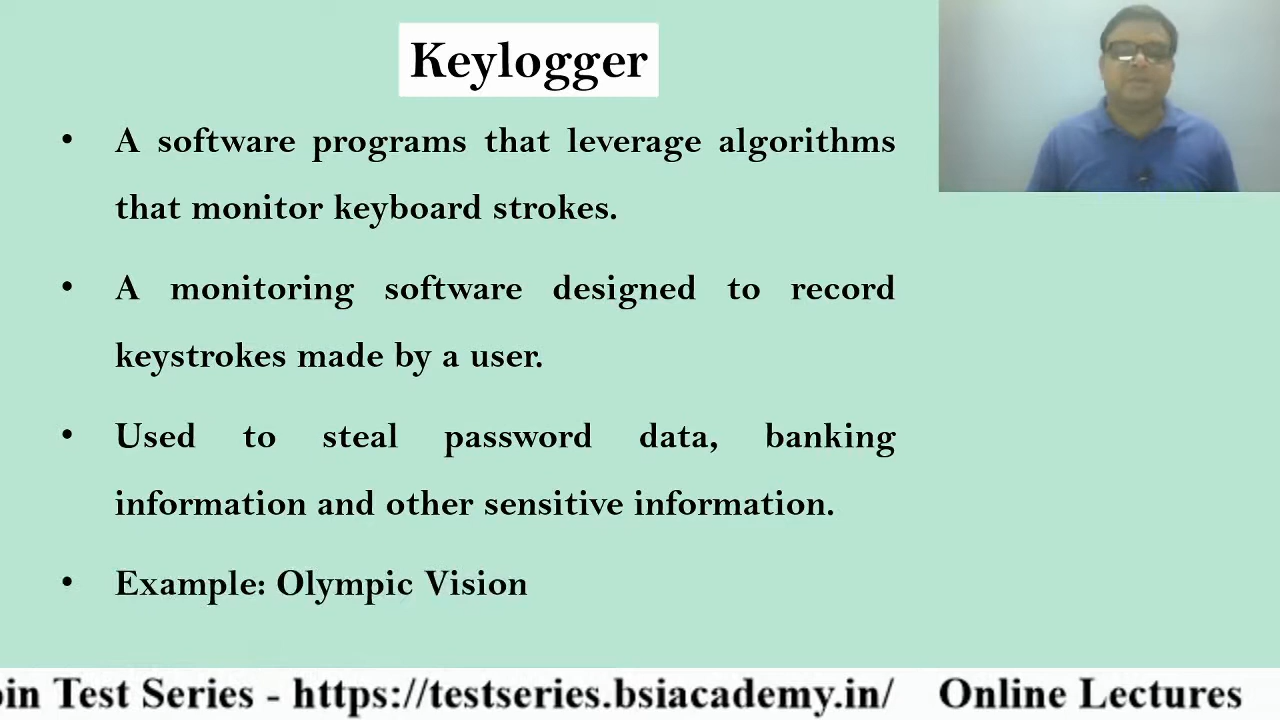 Keylogger
• A software programs that leverage algorithms
that monitor keyboard strokes.
• A monitoring software designed to record
keystrokes made by a user.
• Used to steal password data, banking
information and other sensitive information.
• Example: Olympic Vision
in Test Series - https://testseries.bsiacademy.in/ Online Lectures